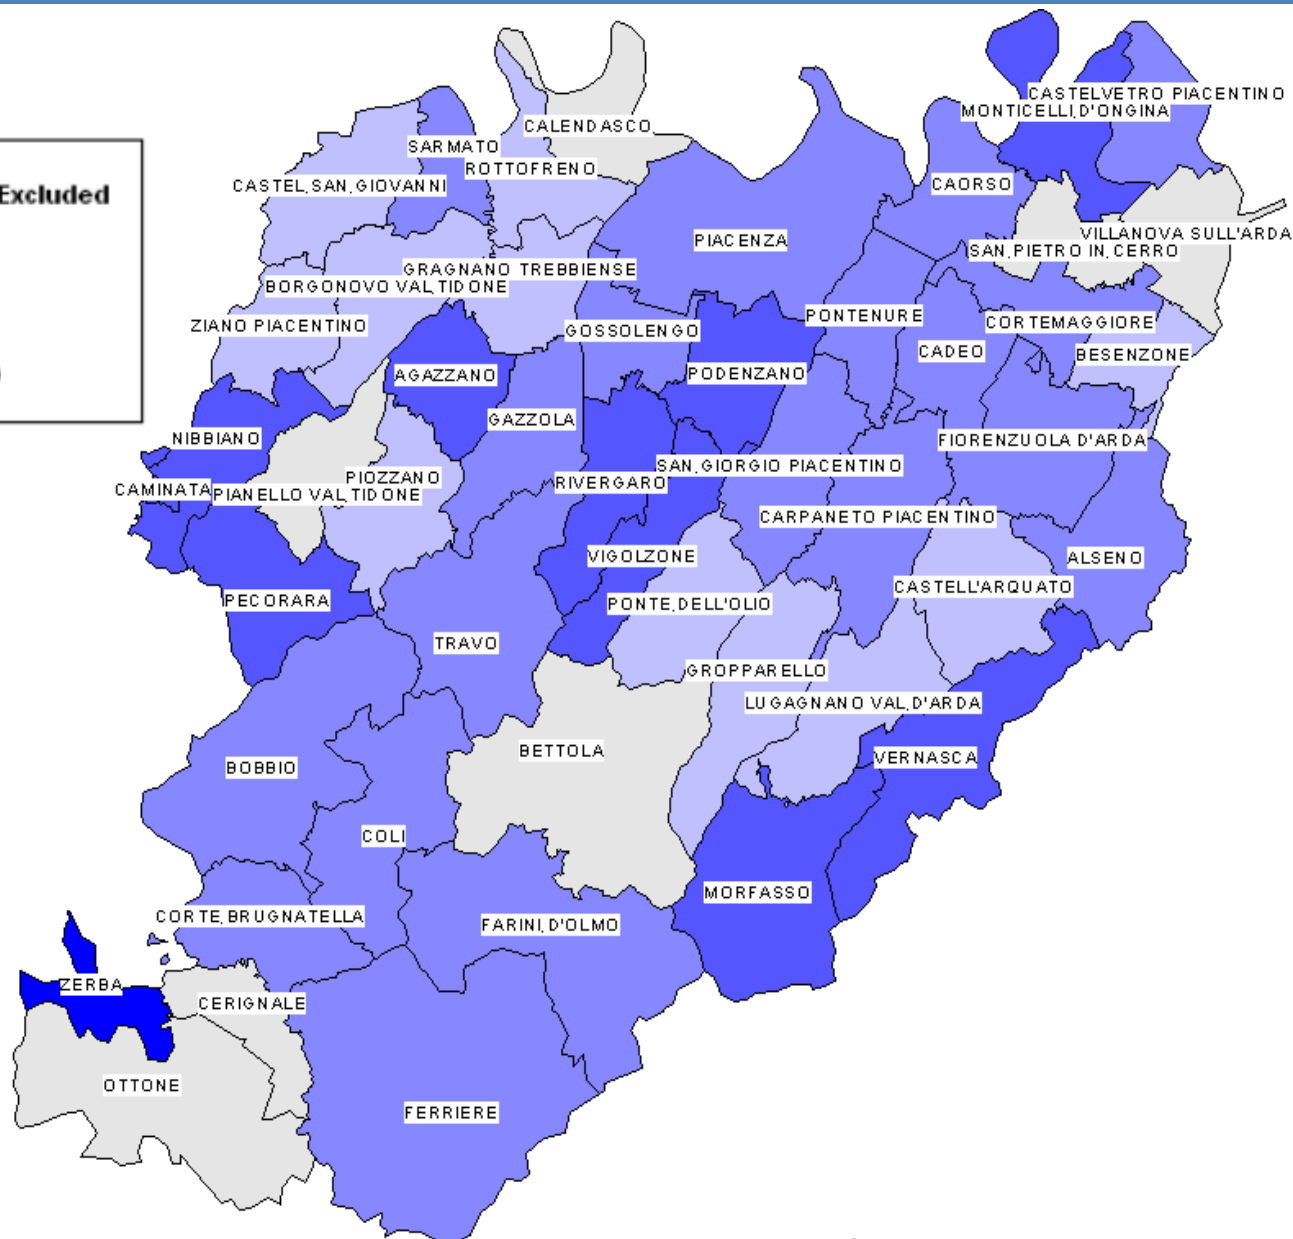 CASTELVETRO PIACENTINO
MONTICELLI,D'ONGINA
CALENDASCO
SARMATO
ROTTOFRENO
Excluded
CASTEL,SAN,GIOVANNI
CAORSO
VILLANOVA SULL'ARDA
PIACENZA
SAN,PIETRO IN,CERRO
GRAGNANO TREBBIENSE
BORGONOVO VAL,TIDONE
ZIANO PIACENTINO
GOSSOLENGO
PONTENURE
CORTEMAGGIORE
CADEO
BESENZONE
)
AGAZZANO
PODENZANO
GAZZOLA
NIBBIANO
FIORENZUOLA D'ARDA
SAN,GIORGIO PIACENTINO
PIOZZANO
RIVERGARO
CAMINATA
PIANELLO VAL,TIDONE
CARPANETO PIACENTINO
VIGOLZONE
ALSENO
CASTELL'ARQUATO
PECORARA
PONTE,DELL'OLIO
TRAVO
GROPPARELLO
LUGAGNANO VAL,D'ARDA
BETTOLA
VERNASCA
BOBBIO
COLI
MORFASSO
CORTE,BRUGNATELLA
FARINI,D'OLMO
ZERBA
CERIGNALE
OTTONE
FERRIERE